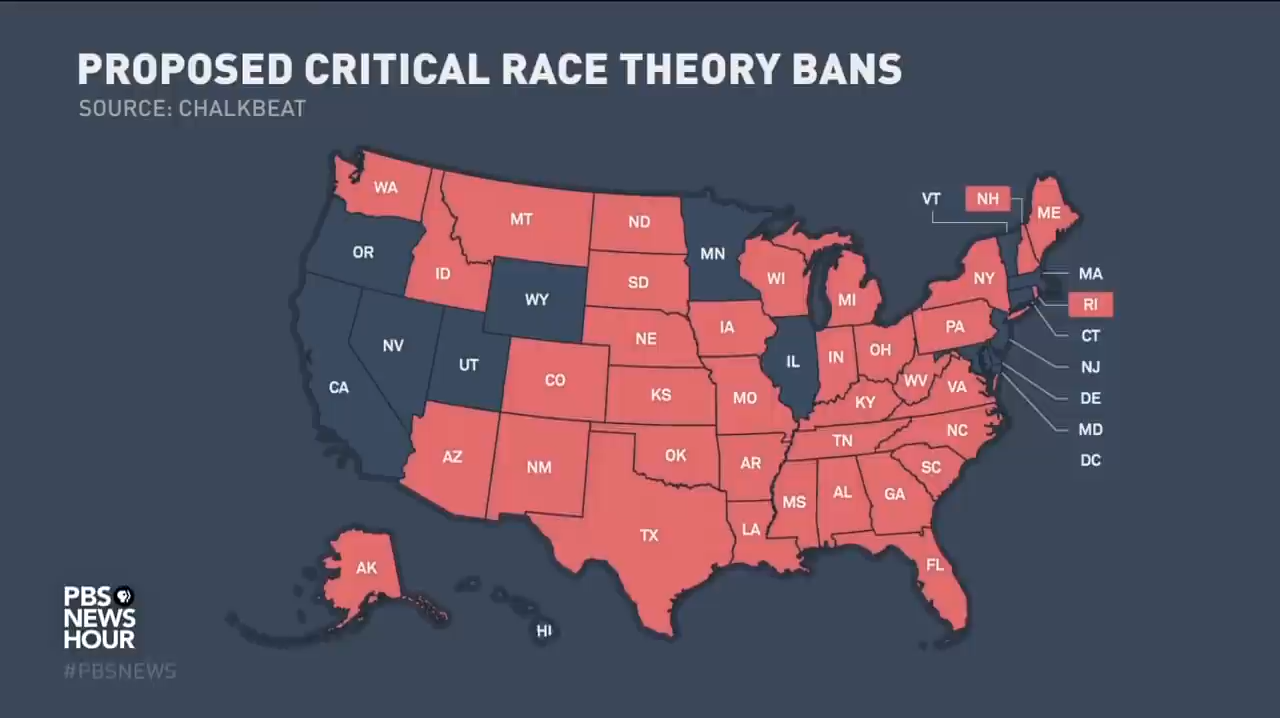 PROPOSED CRITICAL RACE THEORY BANS
SOURCE: CHALKBEAT
WA
MT
ND
MN
VT
NH
ME
OR
ID
WY
SD
WI
MI
NY
MA
RI
NV
UT
NE
IA
IL
IN
OH
PA
CT
NJ
CA
CO
KS
MO
KY
WV
VA
DE
MD
DC
AZ
NM
OK
AR
TN
NC
SC
MS
AL
GA
TX
LA
FL
AK
HI
PBS
NEWS
HOUR
#PBSNEWS